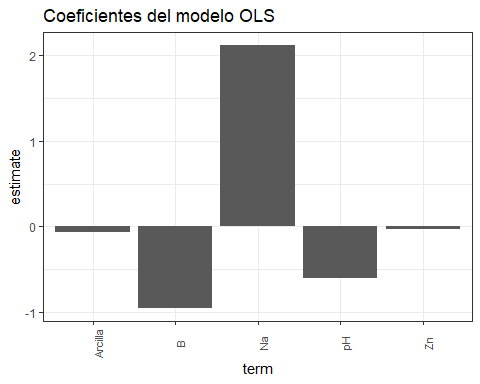 Coeficientes del modelo OLS
estimate
2
1
0
-1
Arcilla
B
Na
pH
Zn
term